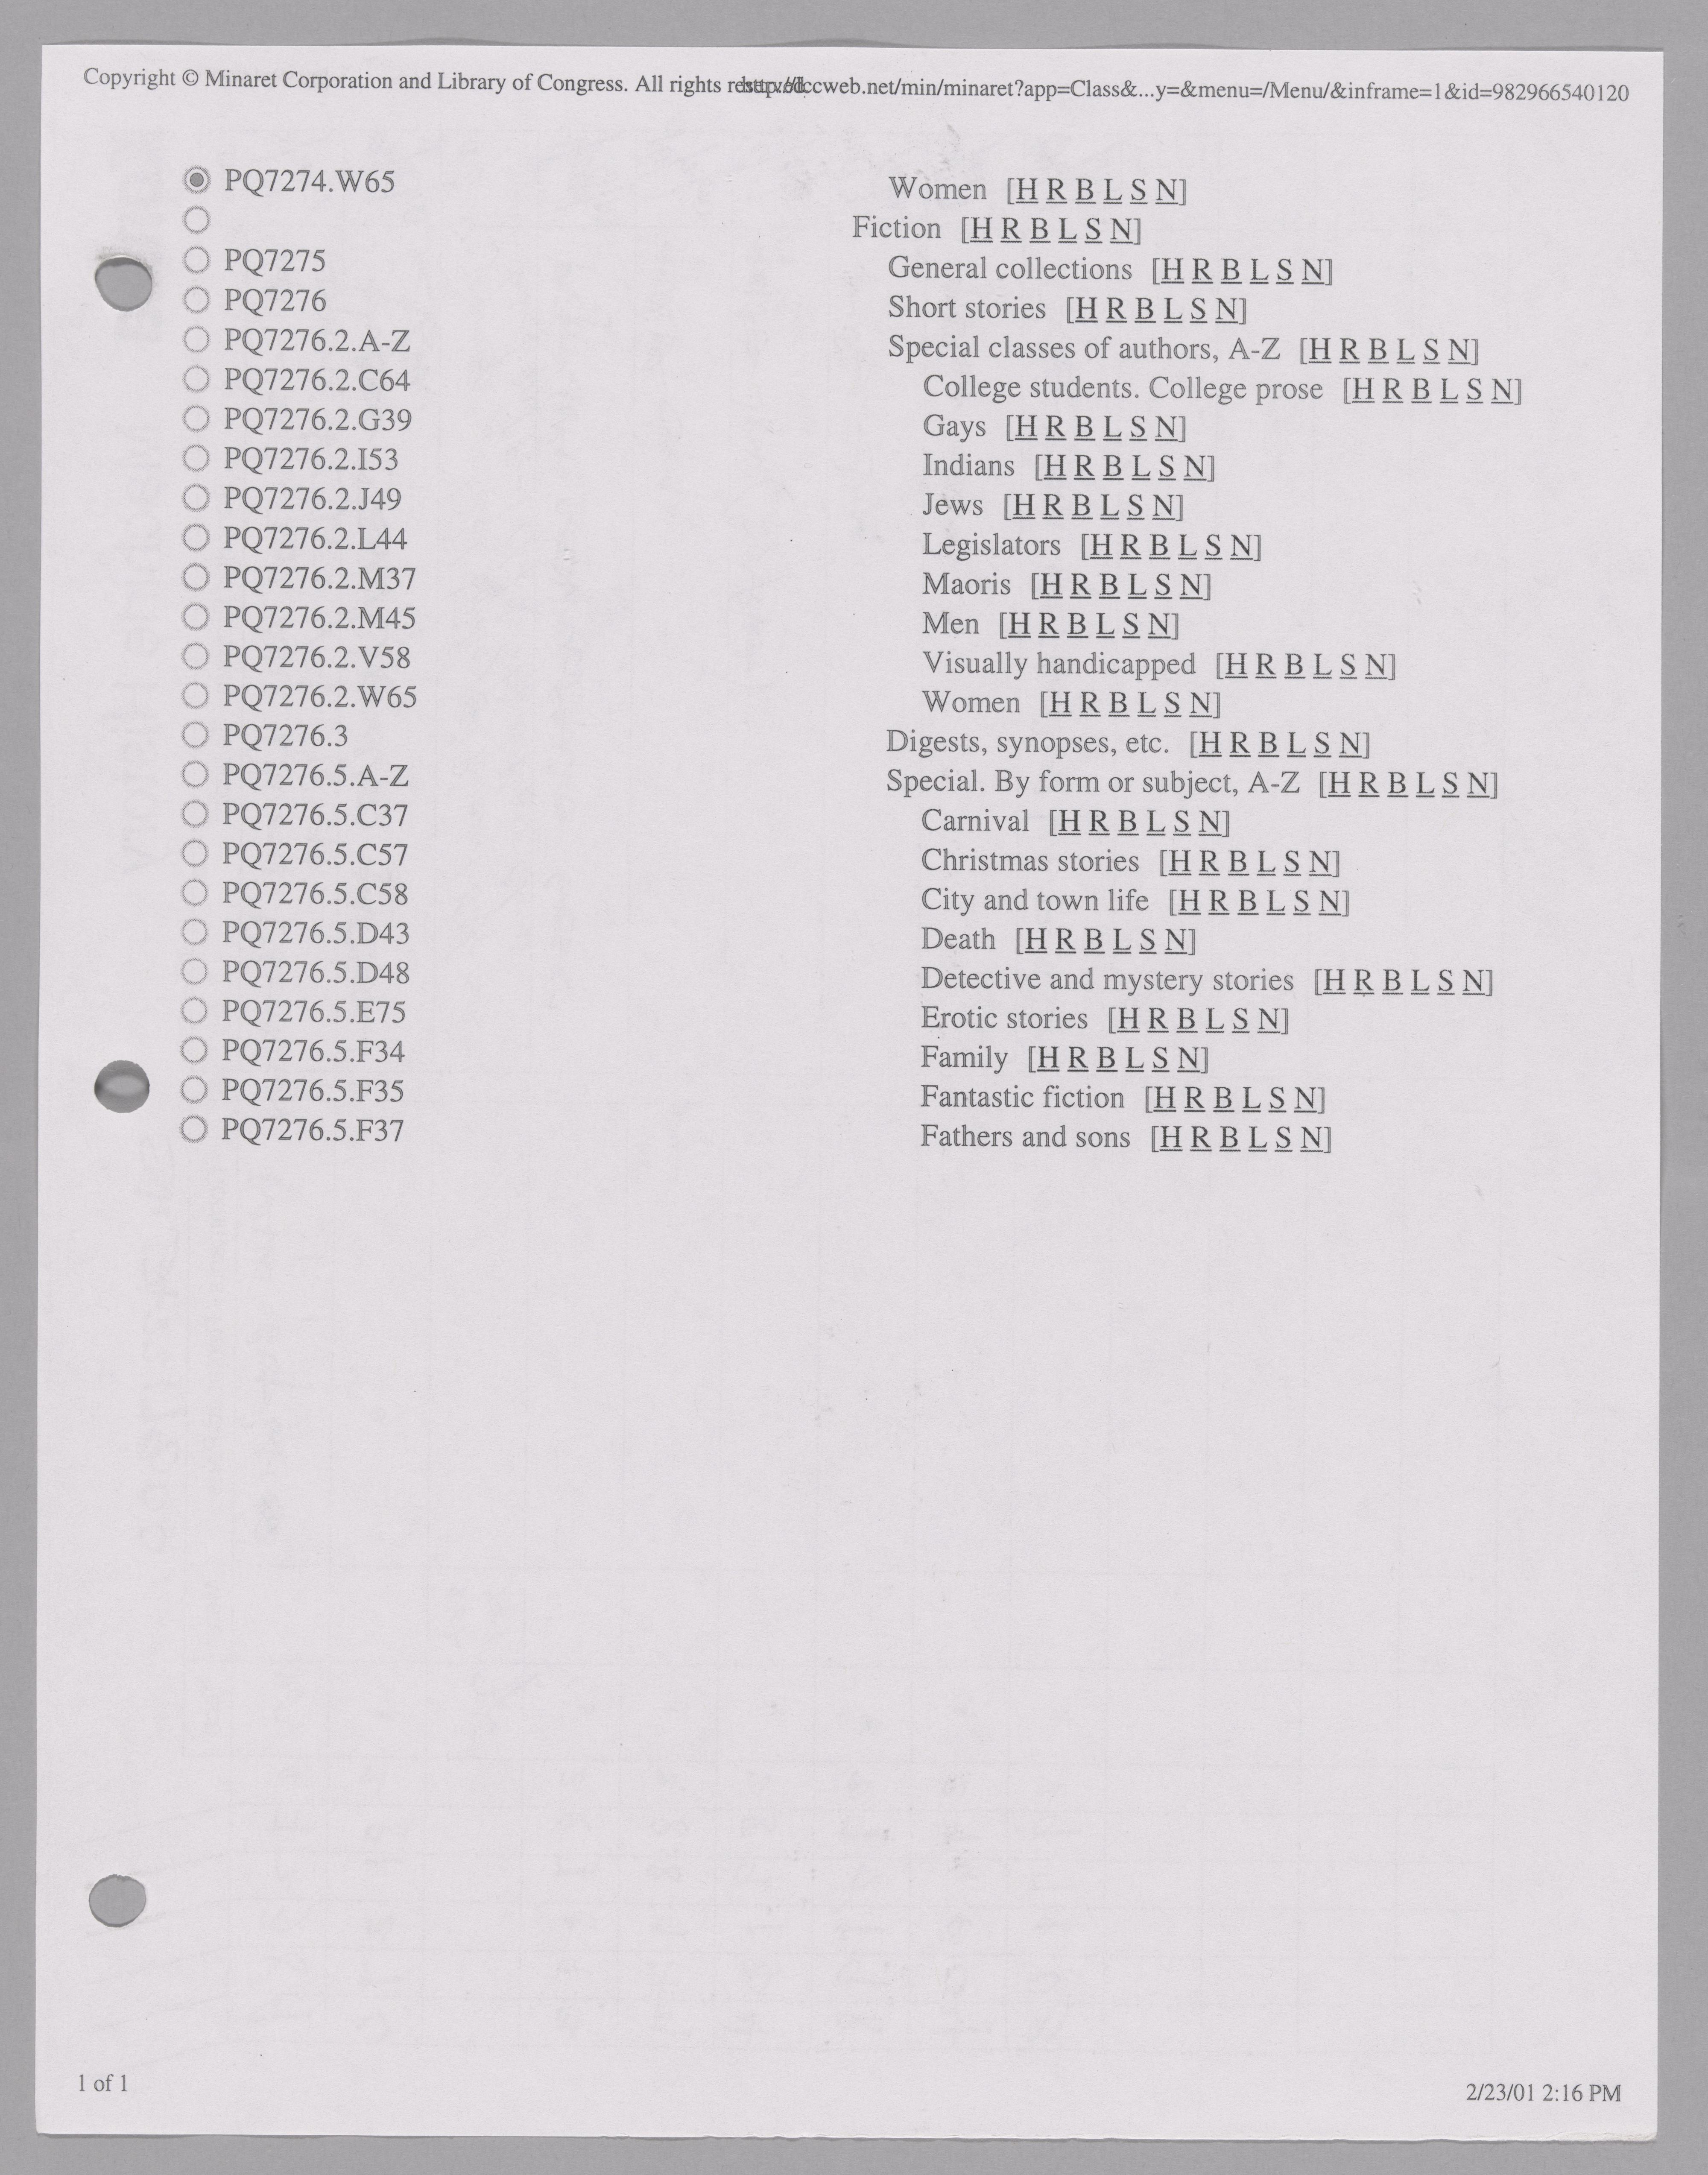 Copyright © Minaret Corporation and Library of Congress. All rights reserved. http://lccweb.net/min/minaret?app=Class&...y=&menu=/Menu/&inframe=1&id=982966540120
PQ7274.W65 Women [H R B L S N]
Fiction [H R B L S N]
PQ7275 General collections [H R B L S N]
PQ7276 Short stories [H R B L S N]
PQ7276.2.A-Z Special classes of authors, A-Z [H R B L S N]
PQ7276.2.C64 College students. College prose [H R B L S N]
PQ7276.2.G39 Gays [H R B L S N]
PQ7276.2.I53 Indians [H R B L S N]
PQ7276.2.J49 Jews [H R B L S N]
PQ7276.2.L44 Legislators [H R B L S N]
PQ7276.2.M37 Maoris [H R B L S N]
PQ7276.2.M45 Men [H R B L S N]
PQ7276.2.V58 Visually handicapped [H R B L S N]
PQ7276.2.W65 Women [H R B L S N]
PQ7276.3 Digests, synopses, etc. [H R B L S N]
PQ7276.5.A-Z Special. By form or subject, A-Z [H R B L S N]
PQ7276.5.C37 Carnival [H R B L S N]
PQ7276.5.C57 Christmas stories [H R B L S N]
PQ7276.5.C58 City and town life [H R B L S N]
PQ7276.5.D43 Death [H R B L S N]
PQ7276.5.D48 Detective and mystery stories [H R B L S N]
PQ7276.5.E75 Erotic stories [H R B L S N]
PQ7276.5.F34 Family [H R B L S N]
PQ7276.5.F35 Fantastic fiction [H R B L S N]
PQ7276.5.F37 Fathers and sons [H R B L S N]
1 of 1 2/23/01 2:16 PM